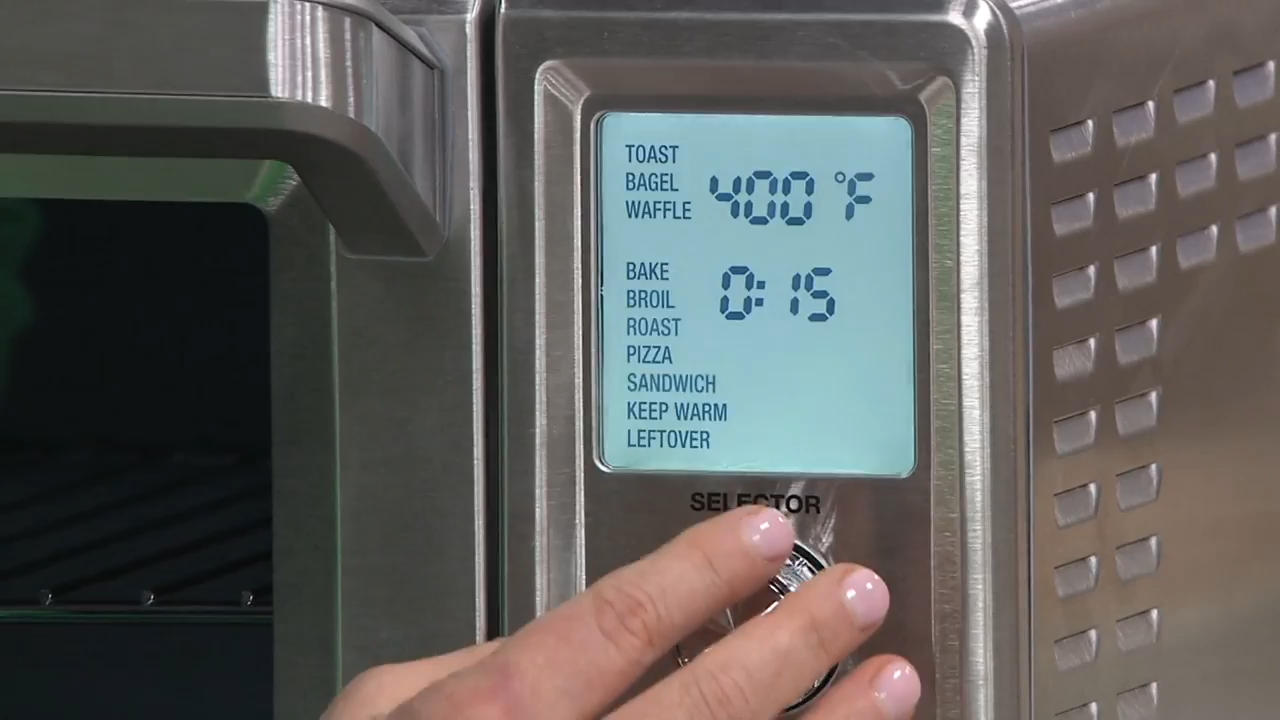 TOAST
BAGEL
WAFFLE
400 °F
BAKE
BROIL
ROAST
PIZZA
SANDWICH
KEEP WARM
LEFTOVER
0:15
SELECTOR